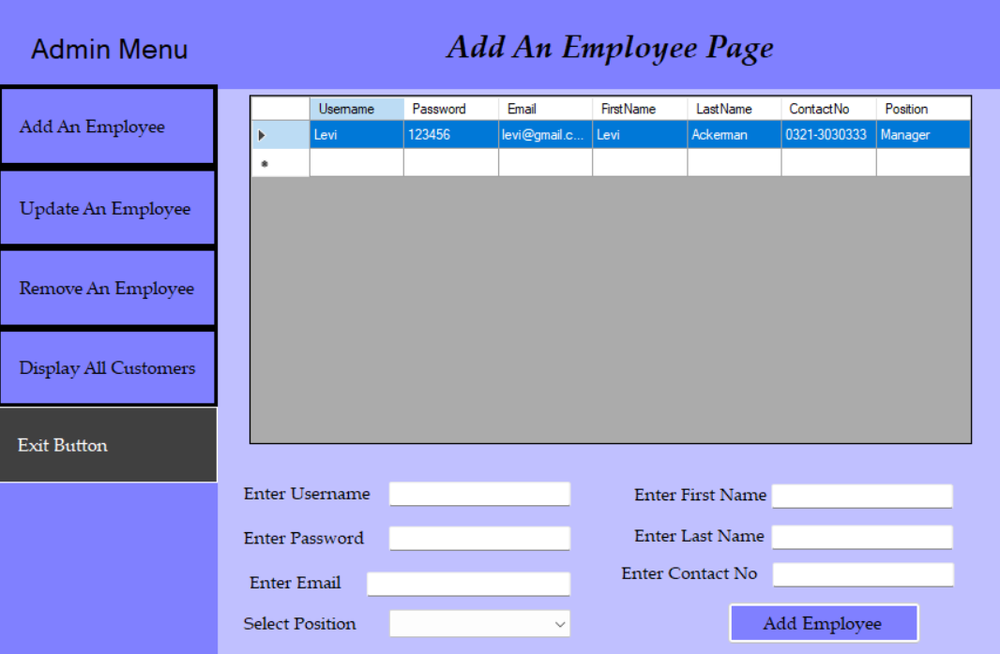 Admin Menu
Add An Employee Page
Add An Employee
Update An Employee
Remove An Employee
Display All Customers
Exit Button
Username Password Email FirstName LastName ContactNo Position
Levi 123456 levi@gmail.c... Levi Ackerman 0321-3030333 Manager
Enter Username
Enter First Name
Enter Password
Enter Last Name
Enter Email
Enter Contact No
Select Position
Add Employee